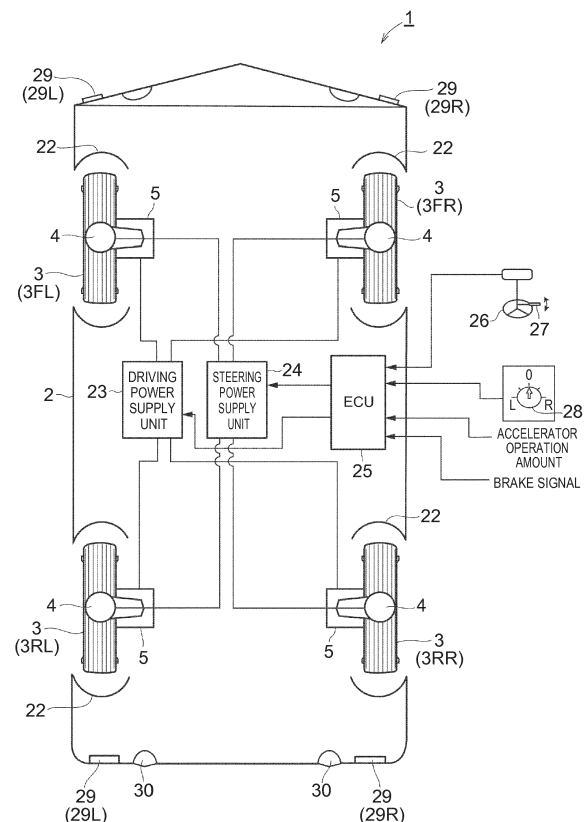 1
29
(29L)
29
(29R)
22
22
5
5
3
(3FR)
4
4
3
(3FL)
26
27
2
23
DRIVING
POWER
SUPPLY
UNIT
24
STEERING
POWER
SUPPLY
UNIT
ECU
25
0
L
R
28
ACCELERATOR
OPERATION
AMOUNT
BRAKE SIGNAL
22
4
4
3
(3RL)
5
5
3
(3RR)
22
29
(29L)
30
30
29
(29R)